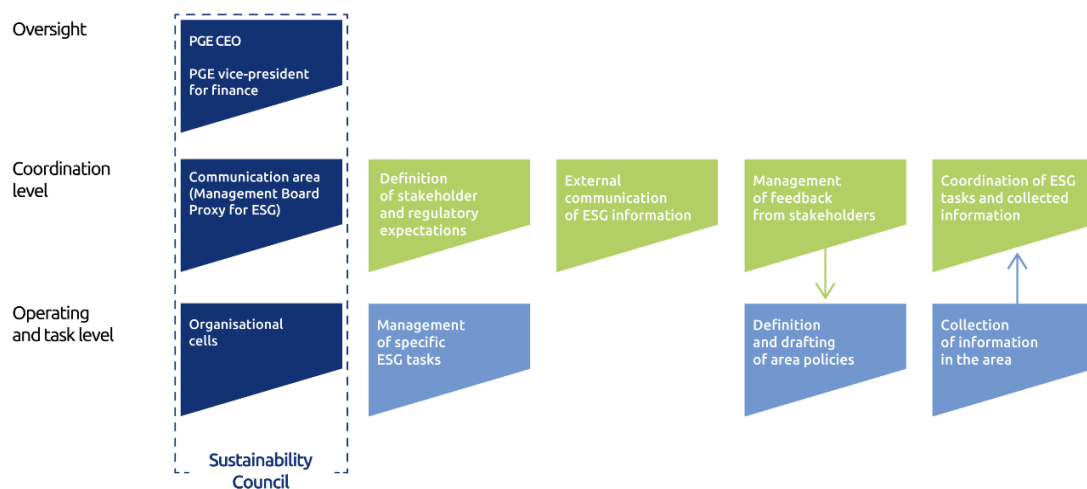 Oversight
PGE CEO
PGE vice-president
for finance
Coordination
level
Communication area
(Management Board
Proxy for ESG)
Definition
of stakeholder
and regulatory
expectations
External
communication
of ESG information
Management
of feedback
from stakeholders
Coordination of ESG
tasks and collected
information
Operating
and task level
Organisational
cells
Management
of specific
ESG tasks
Definition
and drafting
of area policies
Collection
of information
in the area
Sustainability
Council